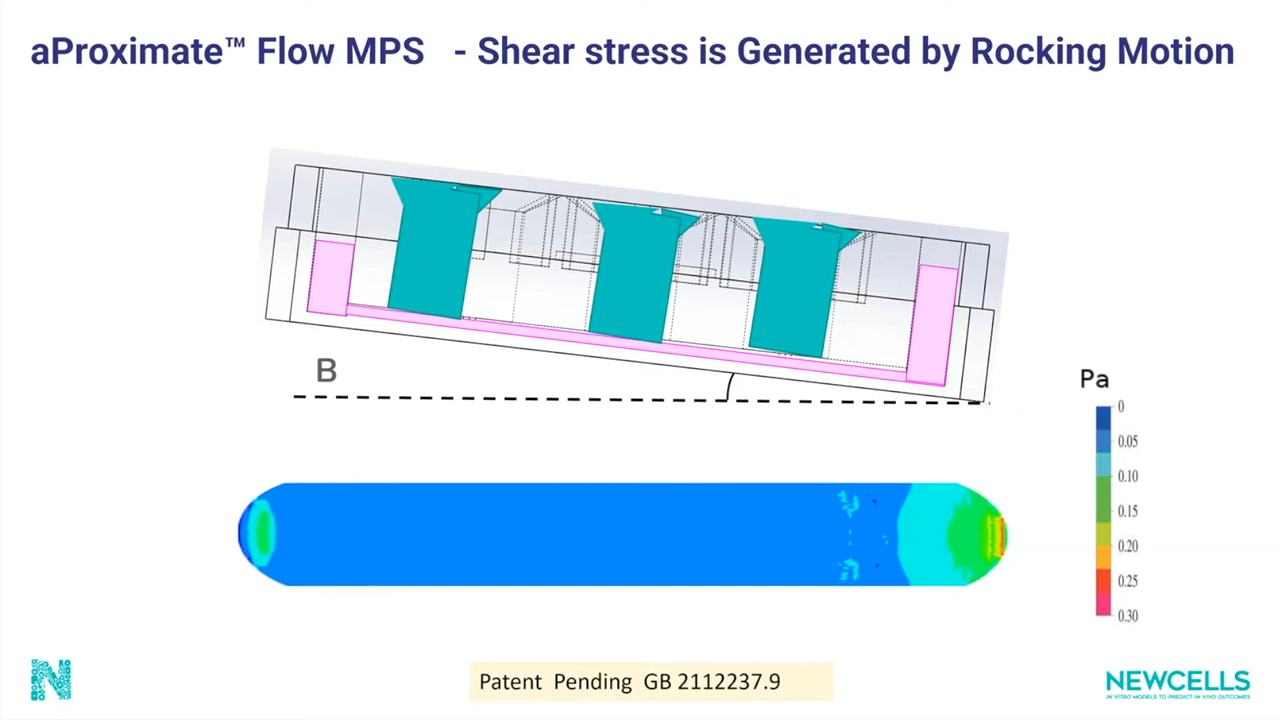 aProximate™ Flow MPS - Shear stress is Generated by Rocking Motion
B
Pa
0
0.05
0.10
0.15
0.20
0.25
0.30
Patent Pending GB 2112237.9
N
NEWCELLS
IN VITRO MODELS TO PREDICT IN VIVO OUTCOMES